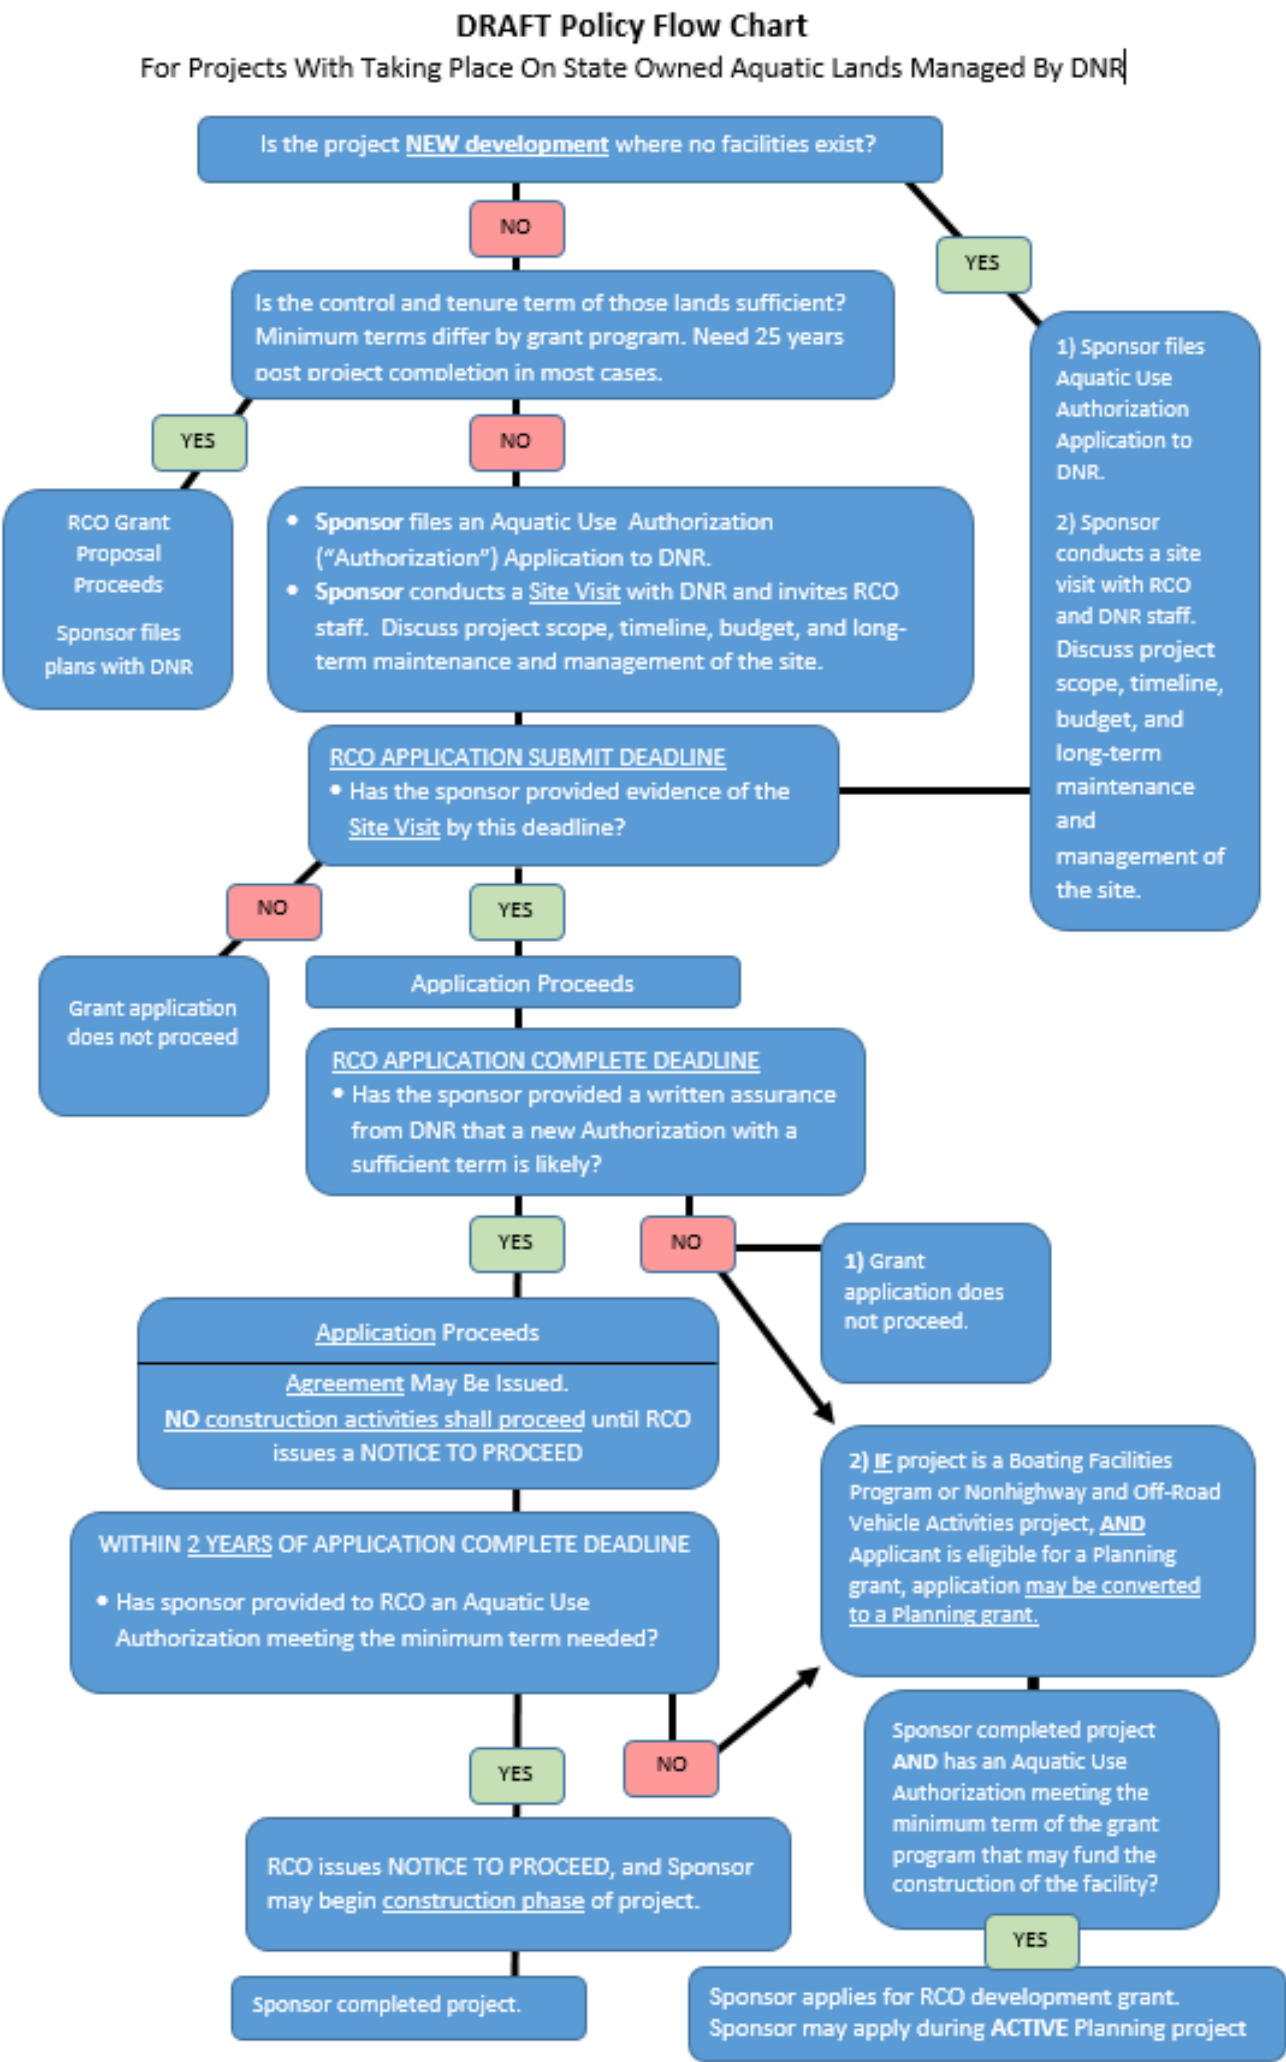 DRAFT Policy Flow Chart
For Projects With Taking Place On State Owned Aquatic Lands Managed By DNR
Is the project NEW development where no facilities exist?
NO
YES
Is the control and tenure term of those lands sufficient?
Minimum terms differ by grant program. Need 25 years
post project completion in most cases.
1) Sponsor files
Aquatic Use
Authorization
Application to
DNR.
2) Sponsor
conducts a site
visit with RCO
and DNR staff.
Discuss project
scope, timeline,
budget, and
long-term
maintenance
and
management of
the site.
YES
NO
RCO Grant
Proposal
Proceeds
Sponsor files
plans with DNR
• Sponsor files an Aquatic Use Authorization
(“Authorization”) Application to DNR.
• Sponsor conducts a Site Visit with DNR and invites RCO
staff. Discuss project scope, timeline, budget, and long-
term maintenance and management of the site.
RCO APPLICATION SUBMIT DEADLINE
• Has the sponsor provided evidence of the
Site Visit by this deadline?
NO
YES
Grant application
does not proceed
Application Proceeds
RCO APPLICATION COMPLETE DEADLINE
• Has the sponsor provided a written assurance
from DNR that a new Authorization with a
sufficient term is likely?
YES
NO
1) Grant
application does
not proceed.
Application Proceeds
Agreement May Be Issued.
NO construction activities shall proceed until RCO
issues a NOTICE TO PROCEED
2) IF project is a Boating Facilities
Program or Nonhighway and Off-Road
Vehicle Activities project, AND
Applicant is eligible for a Planning
grant, application may be converted
to a Planning grant.
WITHIN 2 YEARS OF APPLICATION COMPLETE DEADLINE
• Has sponsor provided to RCO an Aquatic Use
Authorization meeting the minimum term needed?
YES
NO
Sponsor completed project
AND has an Aquatic Use
Authorization meeting the
minimum term of the grant
program that may fund the
construction of the facility?
RCO issues NOTICE TO PROCEED, and Sponsor
may begin construction phase of project.
YES
Sponsor completed project.
Sponsor applies for RCO development grant.
Sponsor may apply during ACTIVE Planning project